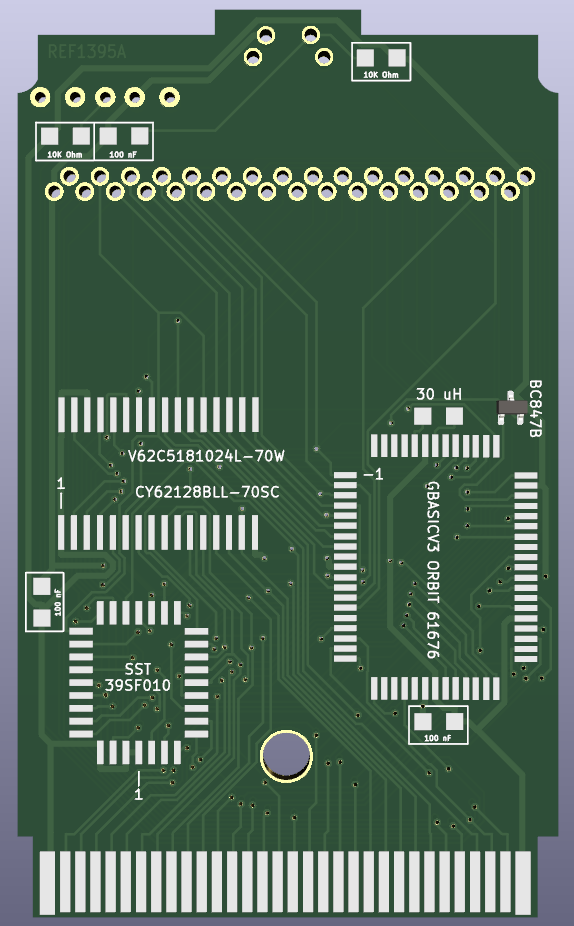 REF1395A
10K Ohm
10K Ohm
100 nF
30 uH
BC847B
V62C5181024L-70W
1
CY62128BLL-70SC
1
GBASICV3 ORBIT 61676
100 nF
SST
39SF010
100 nF
1